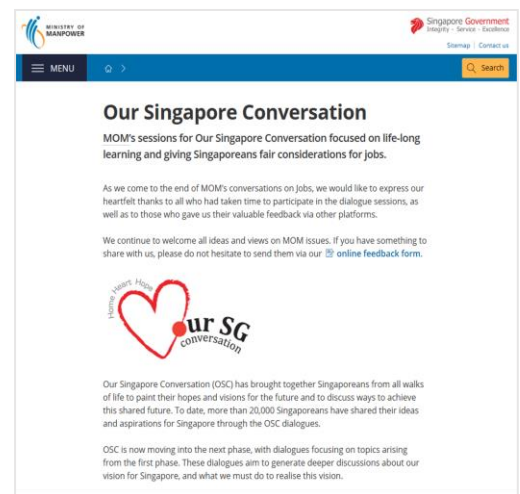 MINISTRY OF
MANPOWER
Singapore Government
Integrity · Service · Excellence
Sitemap | Contact us
MENU
Search
Our Singapore Conversation
MOM's sessions for Our Singapore Conversation focused on life-long
learning and giving Singaporeans fair considerations for jobs.
As we come to the end of MOM's conversations on Jobs, we would like to express our
heartfelt thanks to all who had taken time to participate in the dialogue sessions, as
well as to those who gave us their valuable feedback via other platforms.
We continue to welcome all ideas and views on MOM issues. If you have something to
share with us, please do not hesitate to send them via our online feedback form.
Home Heart Hope
Our SG
conversation
Our Singapore Conversation (OSC) has brought together Singaporeans from all walks
of life to paint their hopes and visions for the future and to discuss ways to achieve
this shared future. To date, more than 20,000 Singaporeans have shared their ideas
and aspirations for Singapore through the OSC dialogues.
OSC is now moving into the next phase, with dialogues focusing on topics arising
from the first phase. These dialogues aim to generate deeper discussions about our
vision for Singapore, and what we must do to realise this vision.